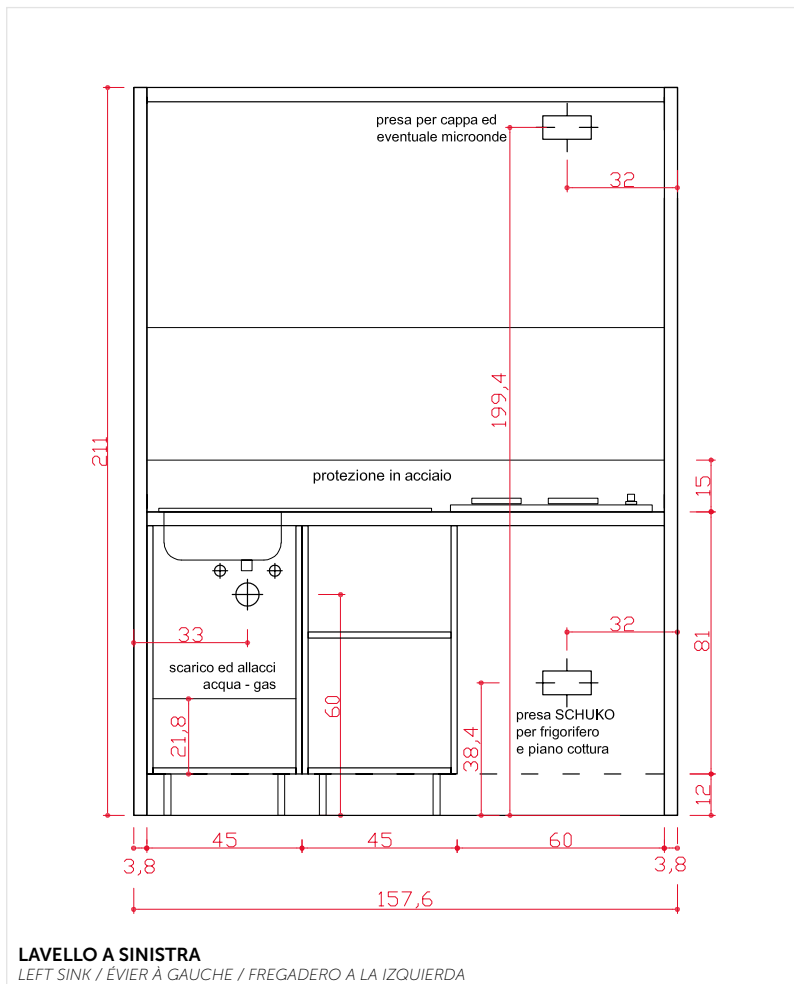 presa per cappa ed
eventuale microonde
32
199,4
211
protezione in acciaio
15
33
32
81
scarico ed allacci
acqua - gas
60
21,8
38,4
presa SCHUKO
per frigorifero
e piano cottura
12
45
45
60
3,8
3,8
157,6
LAVELLO A SINISTRA
LEFT SINK / ÉVIER À GAUCHE / FREGADERO A LA IZQUIERDA